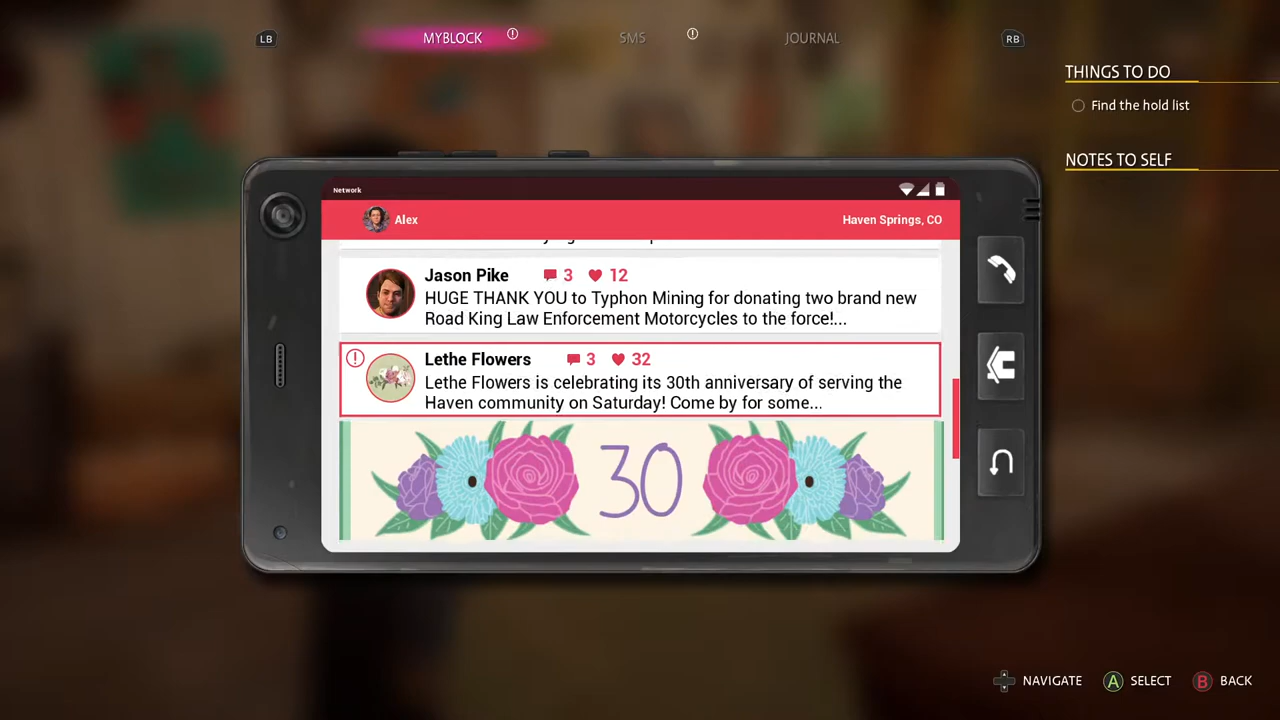 LB
MYBLOCK
SMS
JOURNAL
RB
THINGS TO DO
Find the hold list
NOTES TO SELF
Network
Alex
Haven Springs, CO
Jason Pike 3 12
HUGE THANK YOU to Typhon Mining for donating two brand new
Road King Law Enforcement Motorcycles to the force!...
Lethe Flowers 3 32
Lethe Flowers is celebrating its 30th anniversary of serving the
Haven community on Saturday! Come by for some...
30
NAVIGATE A SELECT B BACK